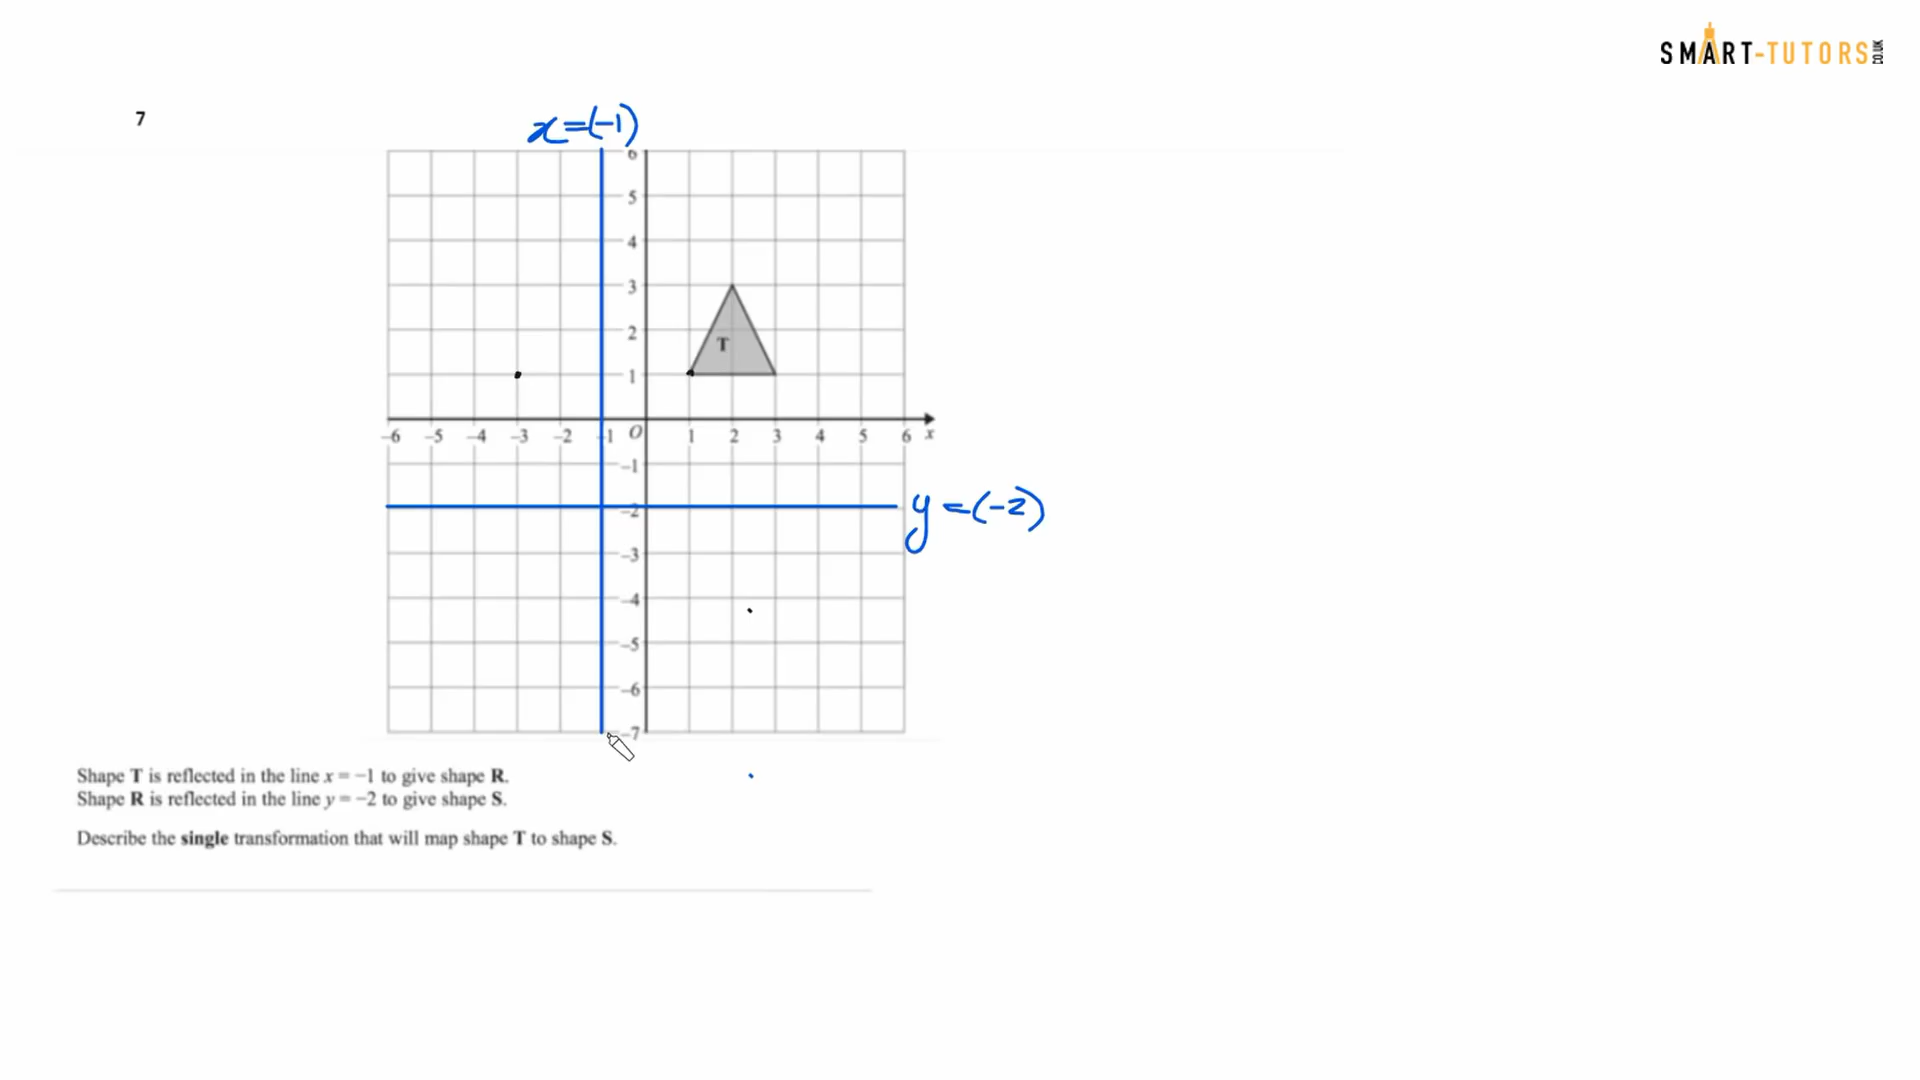 SMART-TUTORS.CO.UK
7
x=(-1)
6
5
4
3
2
T
1
-6 -5 -4 -3 -2 -1 O 1 2 3 4 5 6 x
-1
-2
y=(-2)
-3
-4
-5
-6
-7
Shape T is reflected in the line x = −1 to give shape R.
Shape R is reflected in the line y = −2 to give shape S.
Describe the single transformation that will map shape T to shape S.